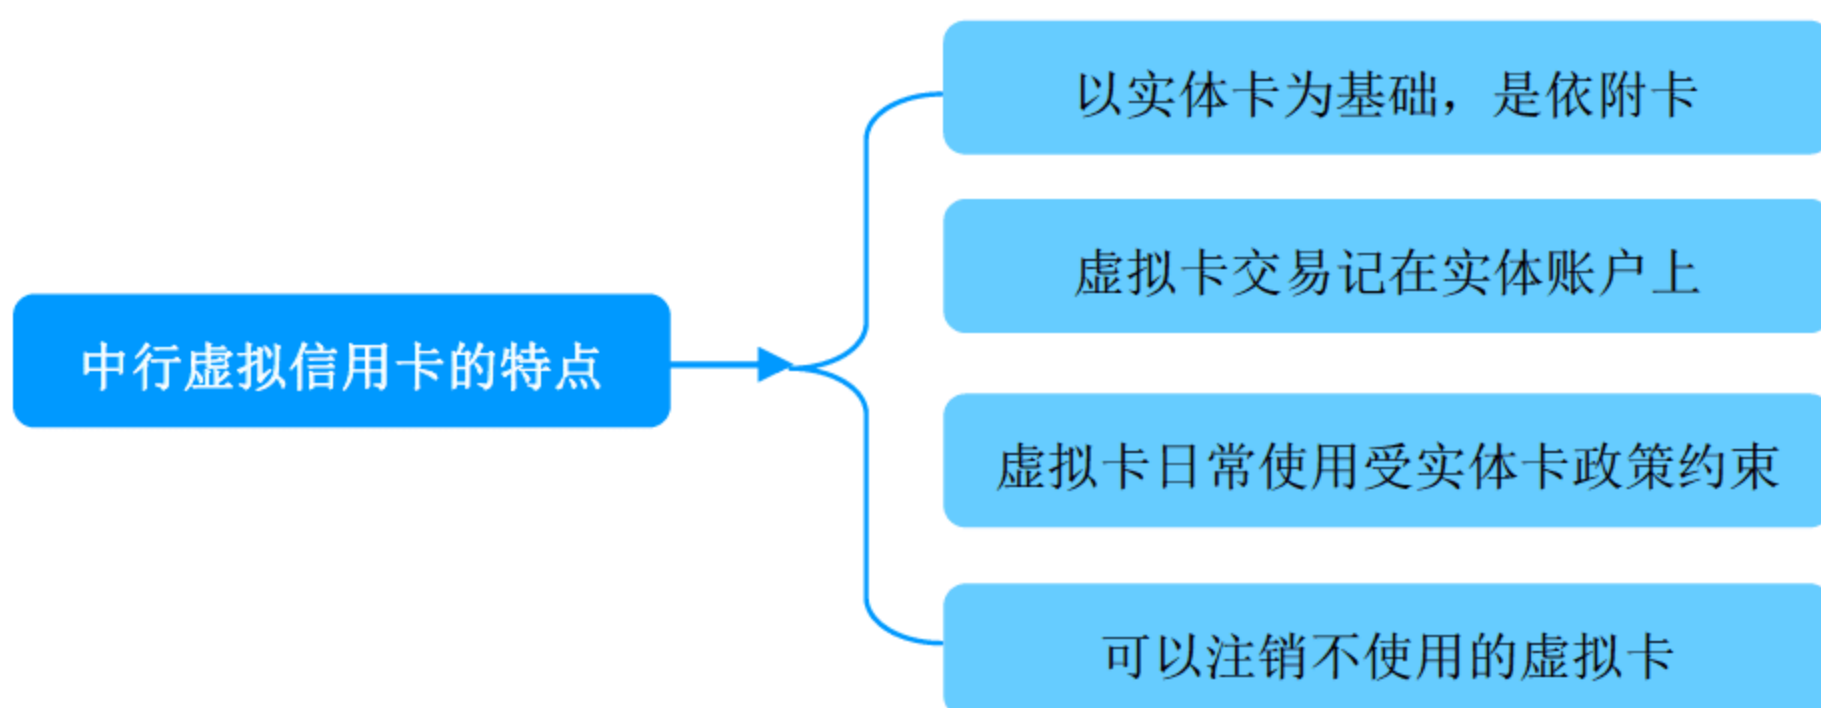 中行虚拟信用卡的特点
以实体卡为基础，是依附卡
虚拟卡交易记在实体账户上
虚拟卡日常使用受实体卡政策约束
可以注销不使用的虚拟卡